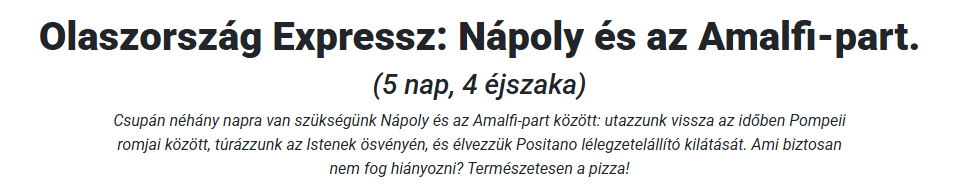 Olaszország Expressz: Nápoly és az Amalfi-part.
(5 nap, 4 éjszaka)
Csupán néhány napra van szükségünk Nápoly és az Amalfi-part között: utazzunk vissza az időben Pompeii
romjai között, túrázzunk az Istenek ösvényén, és élvezzük Positano lélegzetelállító kilátását. Ami biztosan
nem fog hiányozni? Természetesen a pizza!